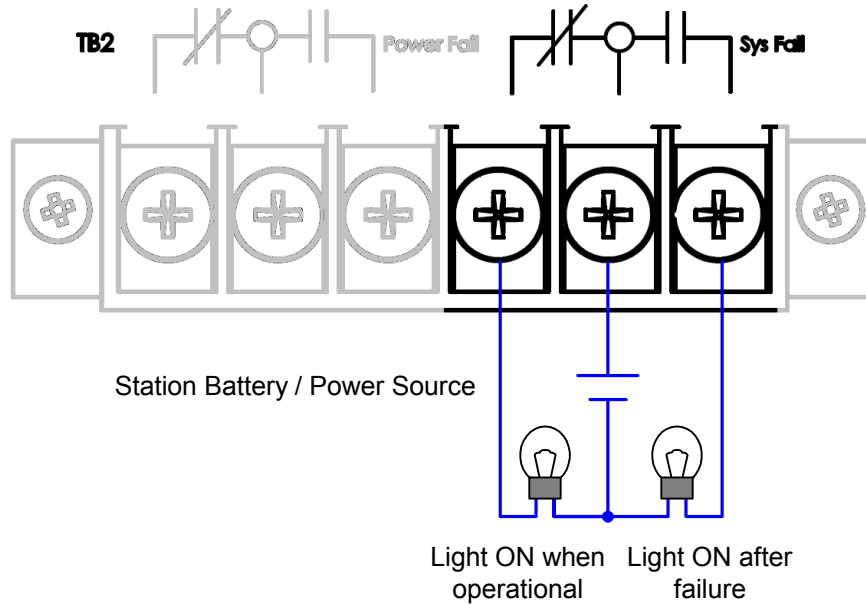 TB2
Power Fail
Sys Fail
Station Battery / Power Source
Light ON when
operational
Light ON after
failure